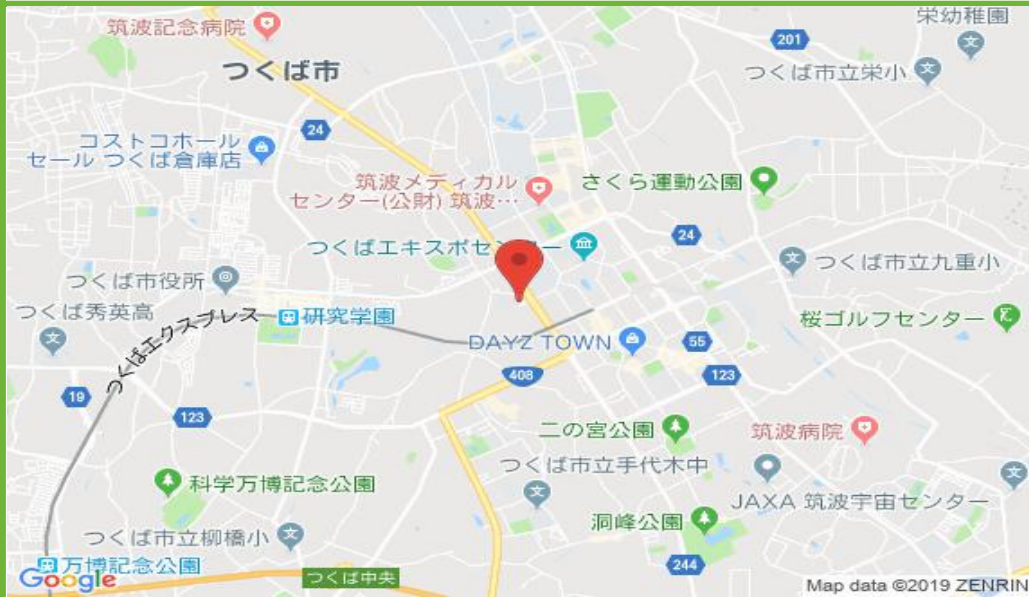 栄幼稚園
筑波記念病院
201
つくば市
つくば市立栄小
24
コストコホール
セール つくば倉庫店
筑波メディカル
センター(公財) 筑波…
さくら運動公園
24
つくばエキスポセンター
つくば市立九重小
つくば市役所
つくば秀英高
研究学園
桜ゴルフセンター
つくばエクスプレス
DAYZ TOWN
55
408
123
19
123
二の宮公園
筑波病院
つくば市立手代木中
科学万博記念公園
JAXA 筑波宇宙センター
洞峰公園
つくば市立柳橋小
244
万博記念公園
Google
つくば中央
Map data ©2019 ZENRIN